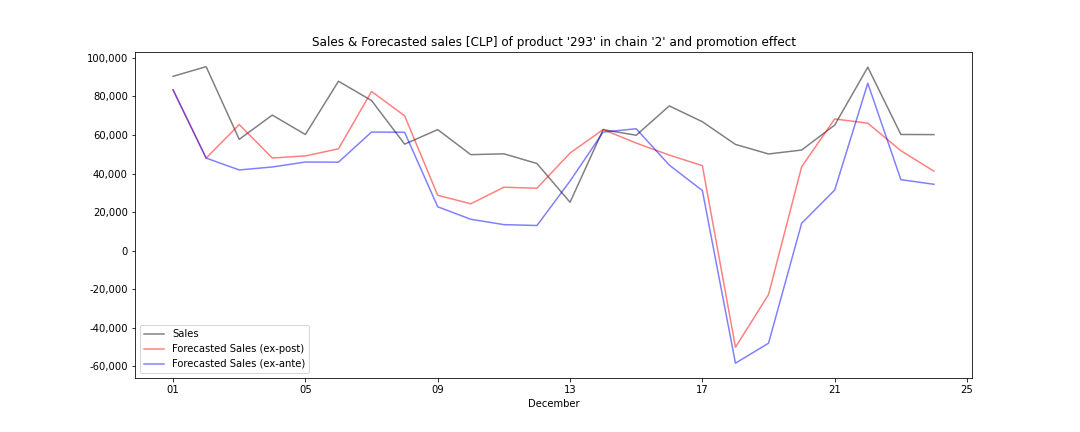 Sales & Forecasted sales [CLP] of product '293' in chain '2' and promotion effect
100,000
80,000
60,000
40,000
20,000
0
-20,000
-40,000
-60,000
Sales
Forecasted Sales (ex-post)
Forecasted Sales (ex-ante)
01 05 09 13 17 21 25
December